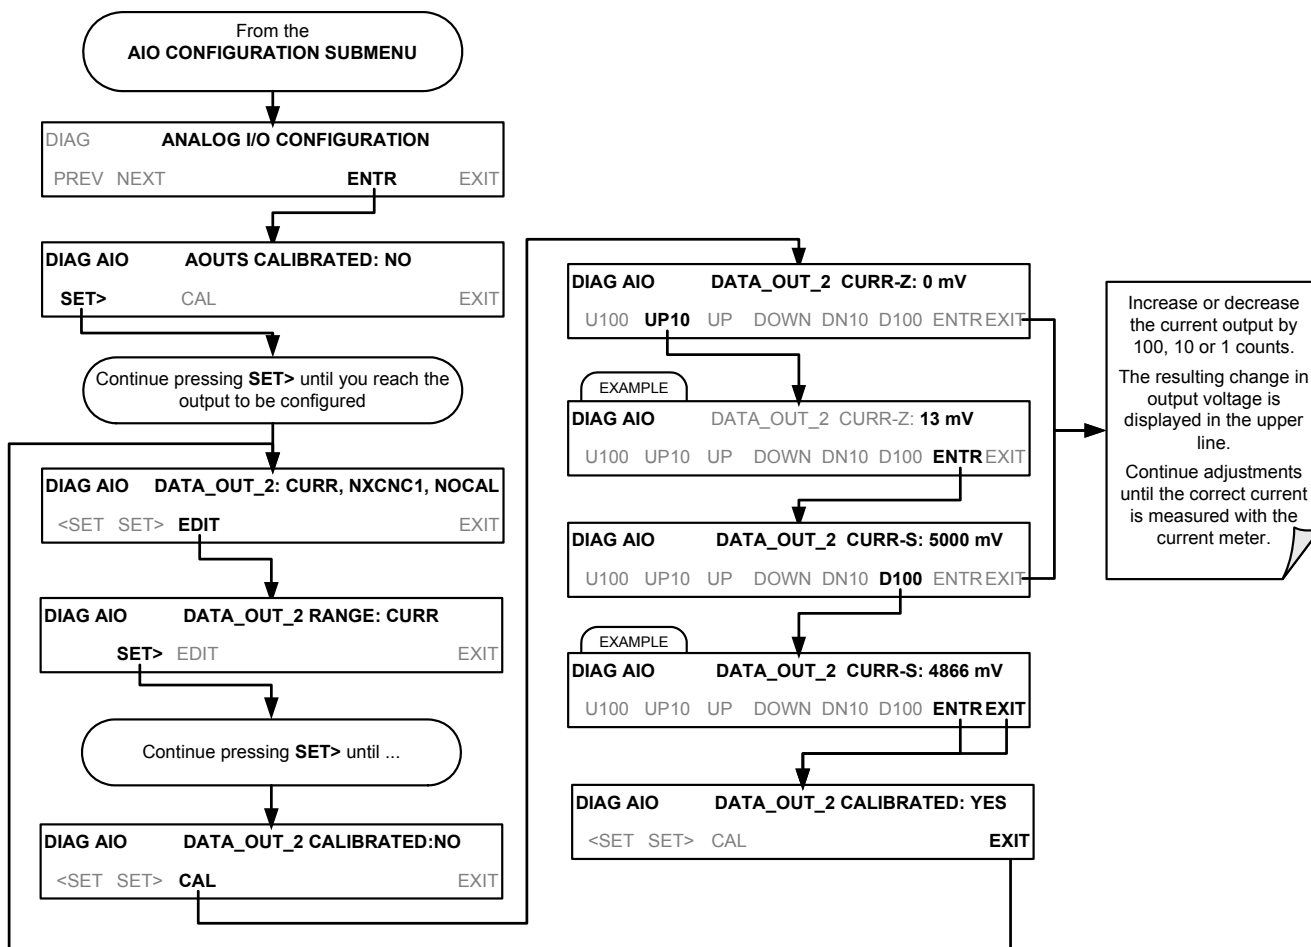 From the
AIO CONFIGURATION SUBMENU
DIAG ANALOG I/O CONFIGURATION
PREV NEXT ENTR EXIT
DIAG AIO AOUTS CALIBRATED: NO
SET> CAL EXIT
Continue pressing SET> until you reach the
output to be configured
DIAG AIO DATA_OUT_2: CURR, NXCNC1, NOCAL
<SET SET> EDIT EXIT
DIAG AIO DATA_OUT_2 RANGE: CURR
SET> EDIT EXIT
Continue pressing SET> until ...
DIAG AIO DATA_OUT_2 CALIBRATED:NO
<SET SET> CAL EXIT
DIAG AIO DATA_OUT_2 CURR-Z: 0 mV
U100 UP10 UP DOWN DN10 D100 ENTR EXIT
EXAMPLE
DIAG AIO DATA_OUT_2 CURR-Z: 13 mV
U100 UP10 UP DOWN DN10 D100 ENTR EXIT
DIAG AIO DATA_OUT_2 CURR-S: 5000 mV
U100 UP10 UP DOWN DN10 D100 ENTR EXIT
EXAMPLE
DIAG AIO DATA_OUT_2 CURR-S: 4866 mV
U100 UP10 UP DOWN DN10 D100 ENTR EXIT
DIAG AIO DATA_OUT_2 CALIBRATED: YES
<SET SET> CAL EXIT
Increase or decrease
the current output by
100, 10 or 1 counts.
The resulting change in
output voltage is
displayed in the upper
line.
Continue adjustments
until the correct current
is measured with the
current meter.